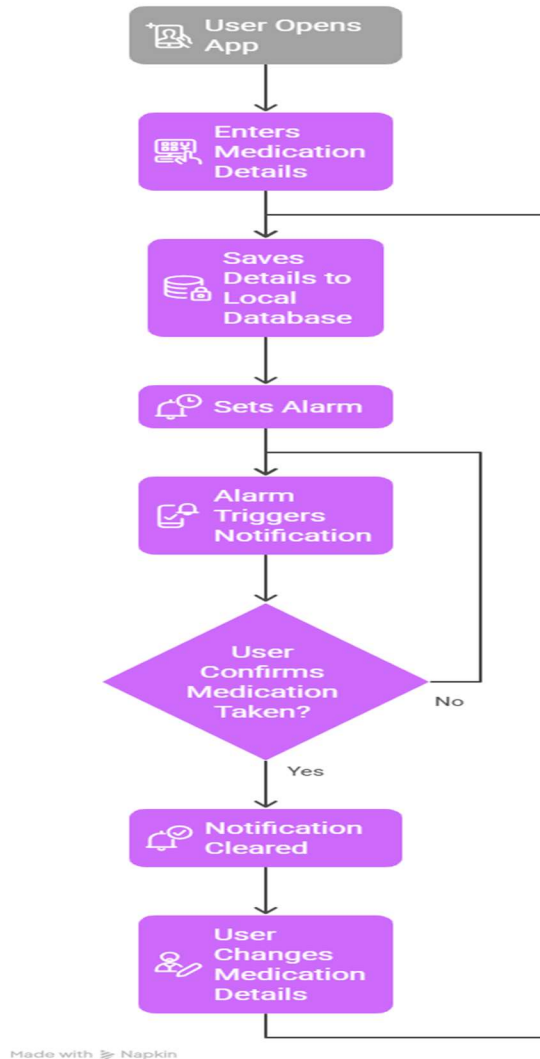 User Opens
App
Enters
Medication
Details
Saves
Details to
Local
Database
Sets Alarm
Alarm
Triggers
Notification
User
Confirms
Medication
Taken?
No
Yes
Notification
Cleared
User
Changes
Medication
Details
Made with Napkin